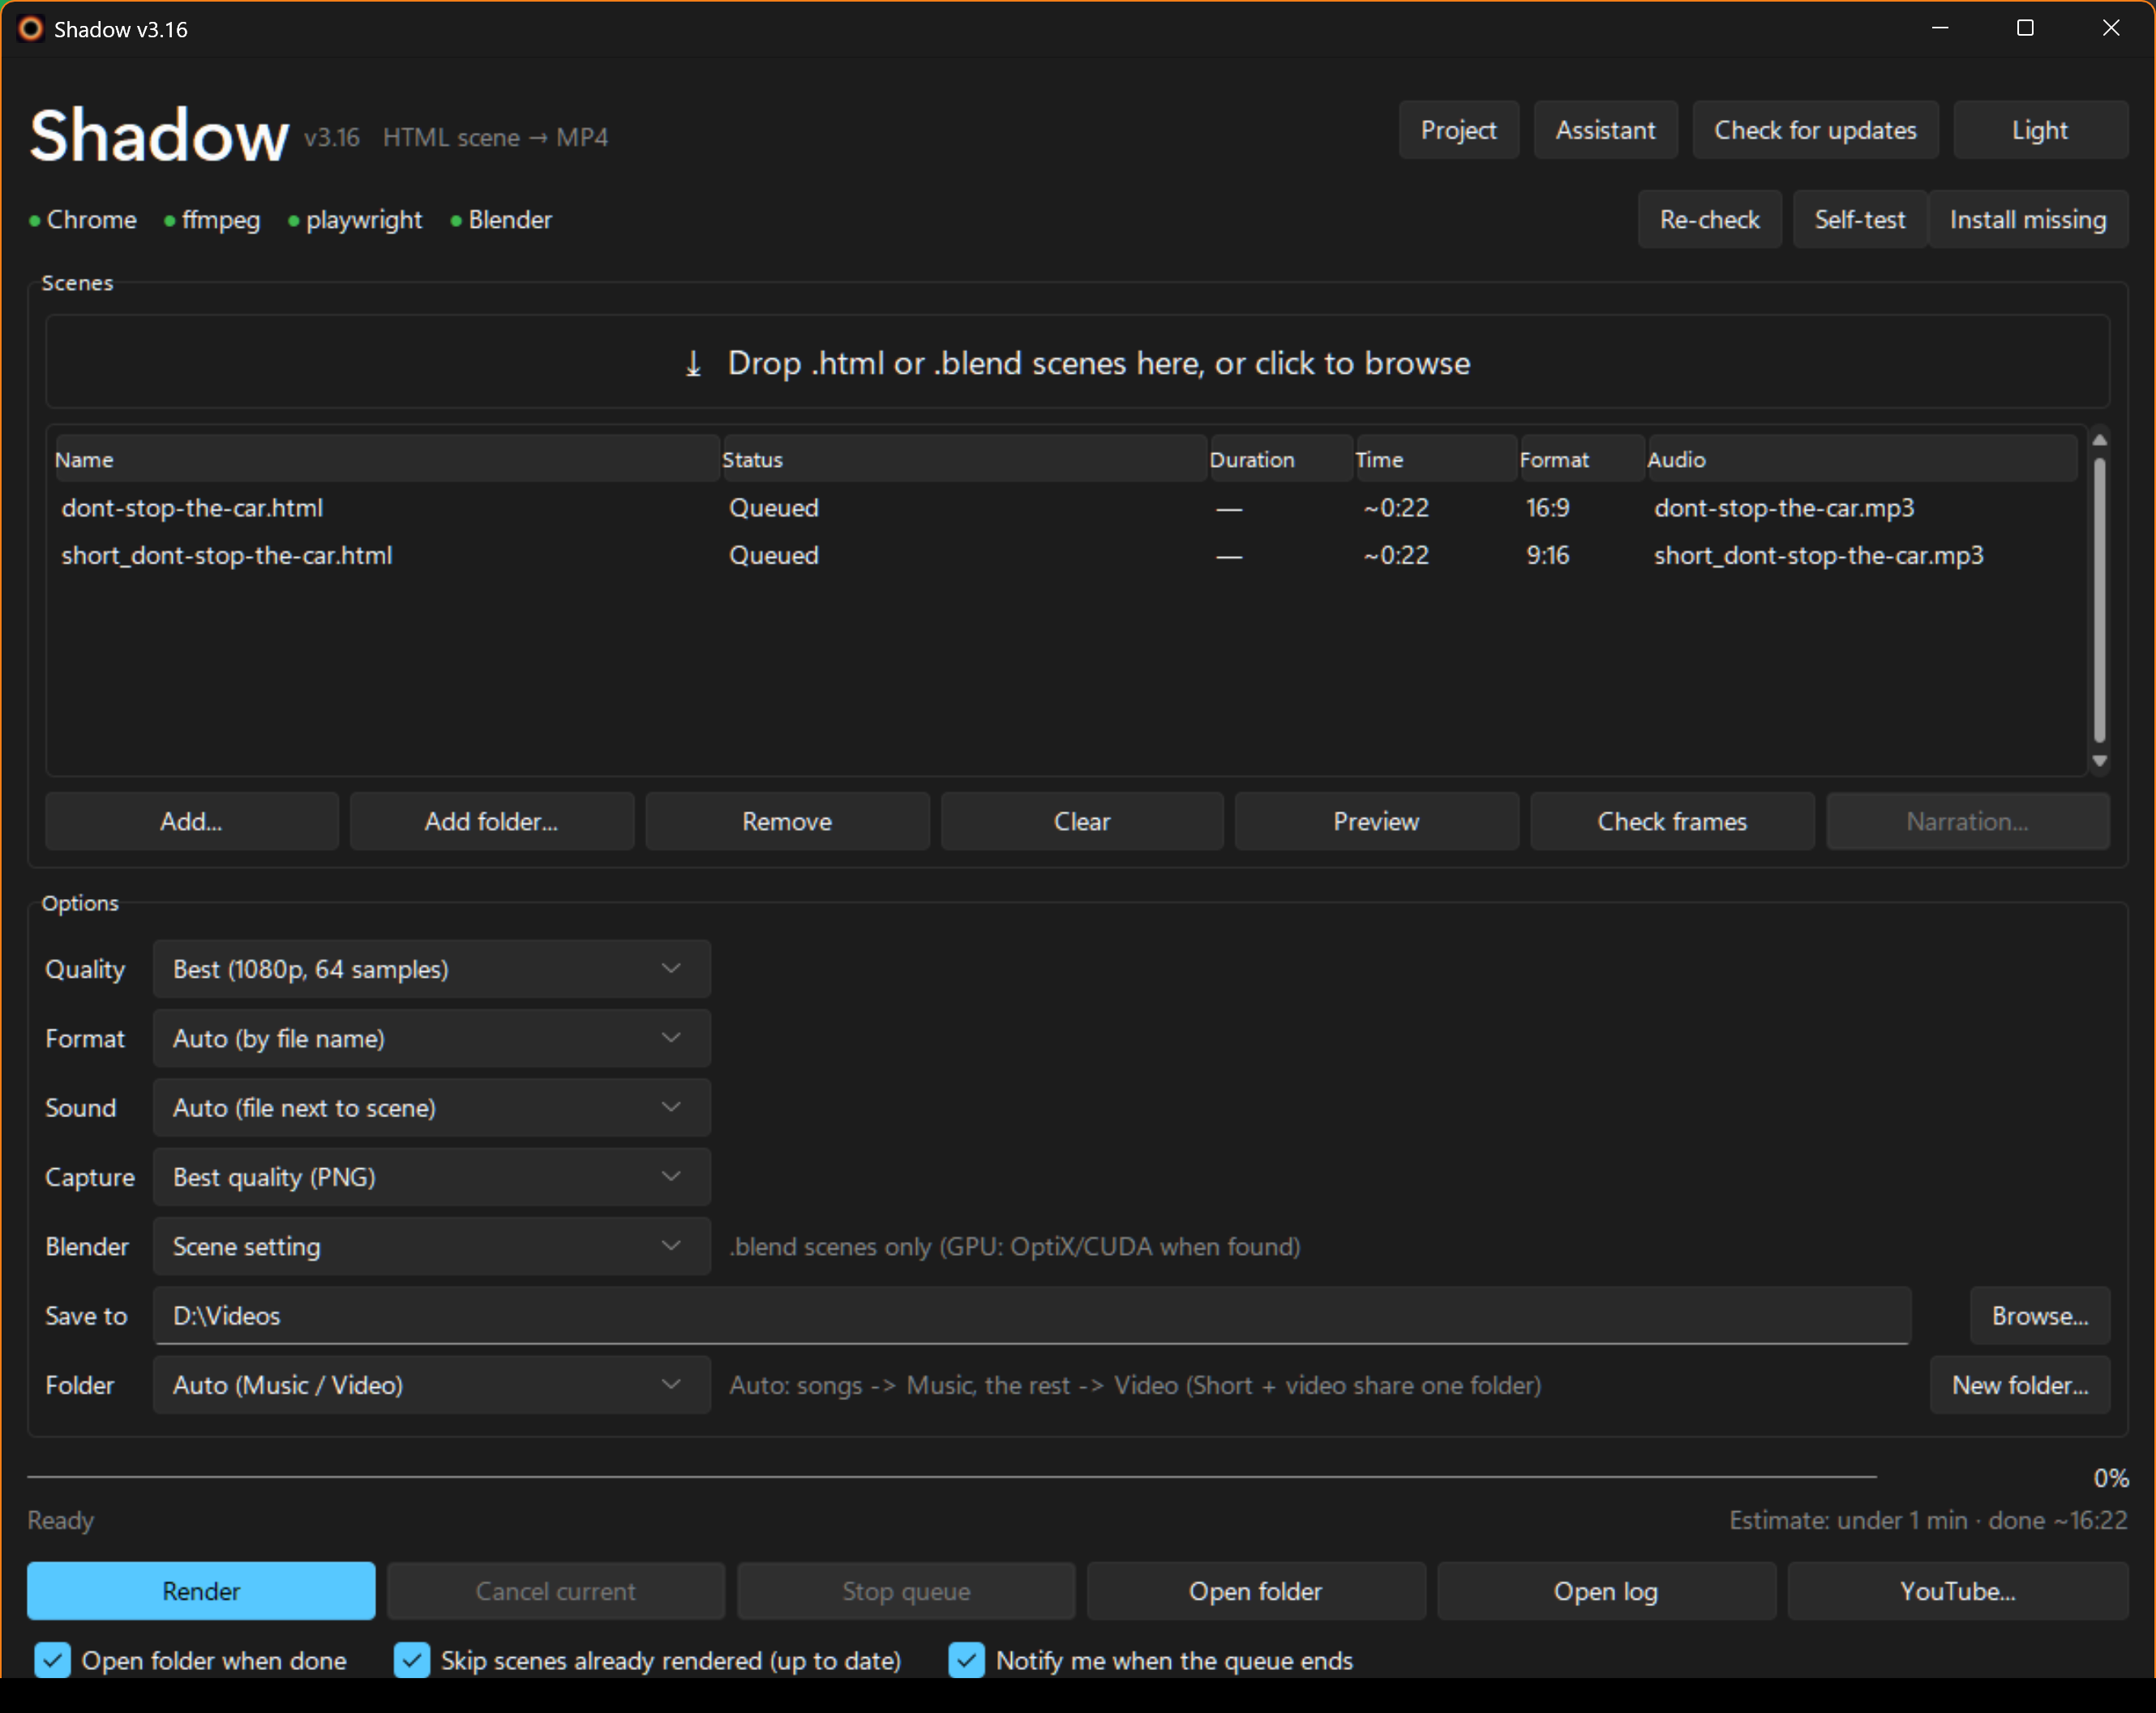 Shadow v3.16
Shadow v3.16 HTML scene → MP4 Project Assistant Check for updates Light
Chrome ffmpeg playwright Blender Re-check Self-test Install missing
Scenes
Drop .html or .blend scenes here, or click to browse
Name Status Duration Time Format Audio
dont-stop-the-car.html Queued — ~0:22 16:9 dont-stop-the-car.mp3
short_dont-stop-the-car.html Queued — ~0:22 9:16 short_dont-stop-the-car.mp3
Add... Add folder... Remove Clear Preview Check frames Narration...
Options
Quality Best (1080p, 64 samples)
Format Auto (by file name)
Sound Auto (file next to scene)
Capture Best quality (PNG)
Blender Scene setting .blend scenes only (GPU: OptiX/CUDA when found)
Save to D:\Videos Browse...
Folder Auto (Music / Video) Auto: songs -> Music, the rest -> Video (Short + video share one folder) New folder...
0%
Ready Estimate: under 1 min · done ~16:22
Render Cancel current Stop queue Open folder Open log YouTube...
Open folder when done Skip scenes already rendered (up to date) Notify me when the queue ends